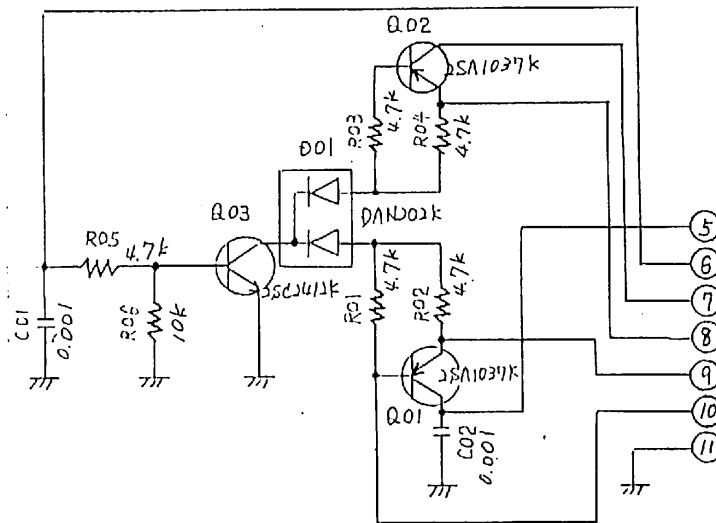 Q02
2SA1037K
R03
4.7k
R04
4.7k
D01
DAN202K
Q03
R05
4.7k
2SC2412K
R01
4.7k
R02
4.7k
C01
0.001
R06
10k
2SA1037K
Q01
C02
0.001
5
6
7
8
9
10
11